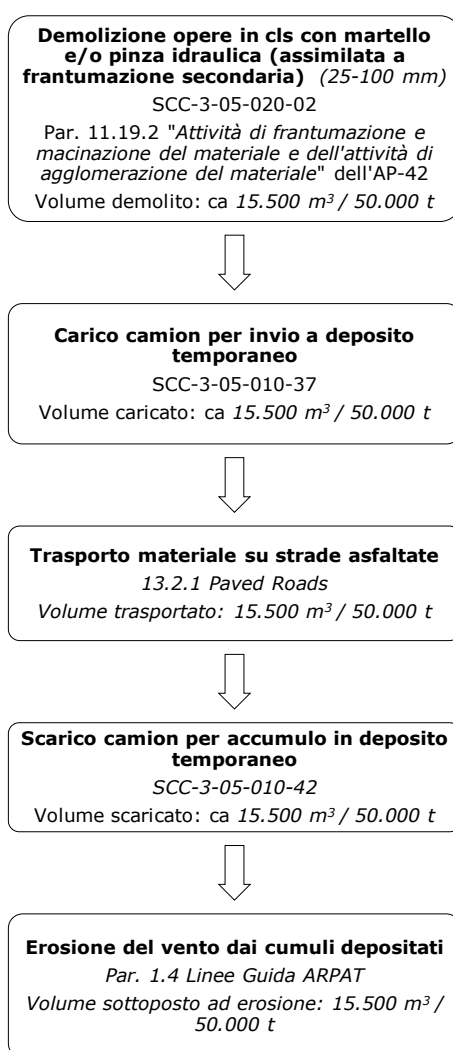 Demolizione opere in cls con martello
e/o pinza idraulica (assimilata a
frantumazione secondaria) (25-100 mm)
SCC-3-05-020-02
Par. 11.19.2 "Attività di frantumazione e
macinazione del materiale e dell'attività di
agglomerazione del materiale" dell'AP-42
Volume demolito: ca 15.500 m³ / 50.000 t
Carico camion per invio a deposito
temporaneo
SCC-3-05-010-37
Volume caricato: ca 15.500 m³ / 50.000 t
Trasporto materiale su strade asfaltate
13.2.1 Paved Roads
Volume trasportato: 15.500 m³ / 50.000 t
Scarico camion per accumulo in deposito
temporaneo
SCC-3-05-010-42
Volume scaricato: ca 15.500 m³ / 50.000 t
Erosione del vento dai cumuli depositati
Par. 1.4 Linee Guida ARPAT
Volume sottoposto ad erosione: 15.500 m³ /
50.000 t